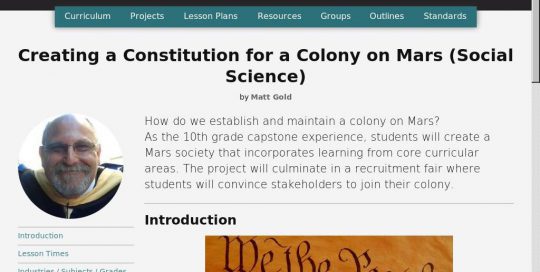 Curriculum Projects Lesson Plans Resources Groups Outlines Standards
Creating a Constitution for a Colony on Mars (Social
Science)
by Matt Gold
How do we establish and maintain a colony on Mars?
As the 10th grade capstone experience, students will create a
Mars society that incorporates learning from core curricular
areas. The project will culminate in a recruitment fair where
students will convince stakeholders to join their colony.
Introduction
Lesson Times
Industries / Subjects / Grades
Introduction
We the People